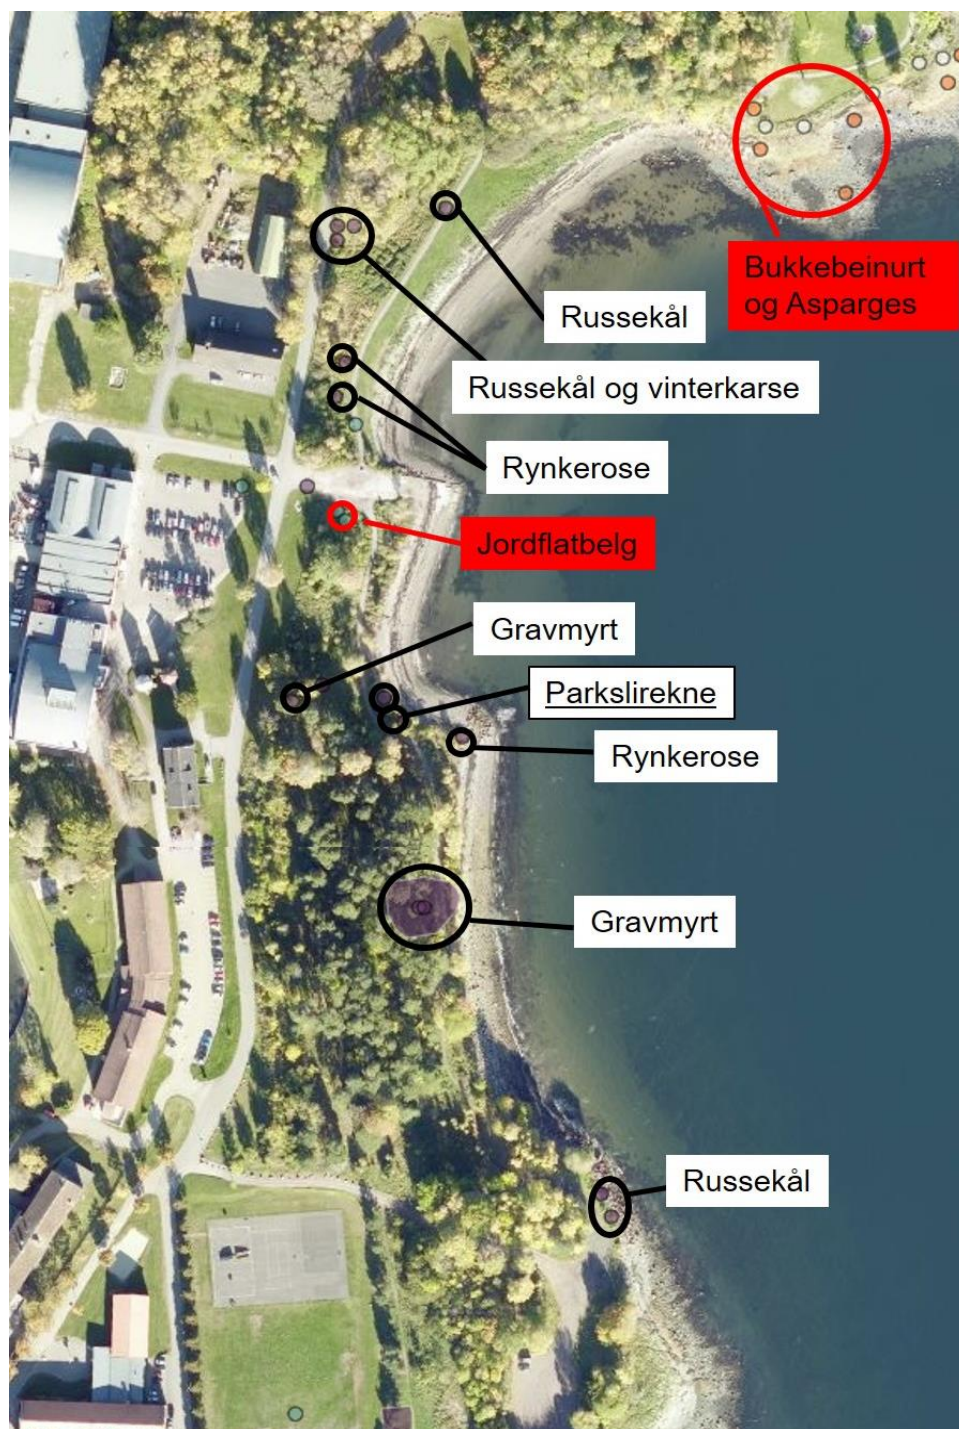 Bukkebeinurt
og Asparges
Russekål
Russekål og vinterkarse
Rynkerose
Jordflatbelg
Gravmyrt
Parkslirekne
Rynkerose
Gravmyrt
Russekål